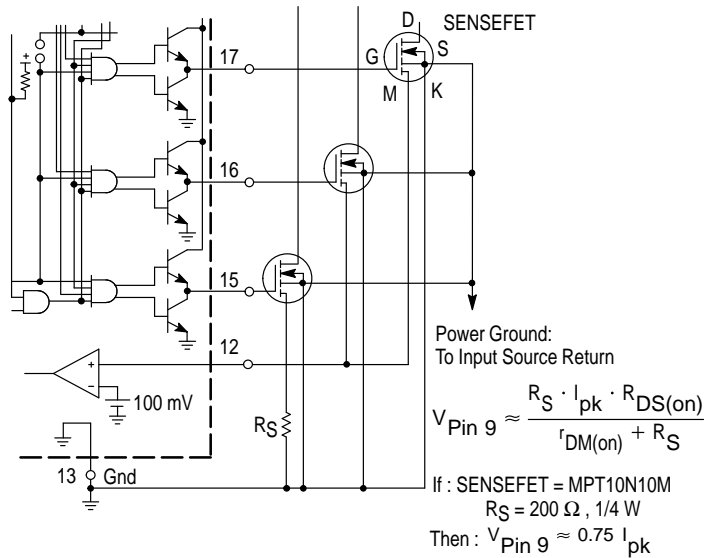 D SENSEFET
G S
M K
17
16
15
12
+
+
−
100 mV
RS
13 Gnd
Power Ground:
To Input Source Return
VPin 9 ≈ RS · Ipk · RDS(on) / rDM(on) + RS
If : SENSEFET = MPT10N10M
RS = 200 Ω , 1/4 W
Then : VPin 9 ≈ 0.75 Ipk